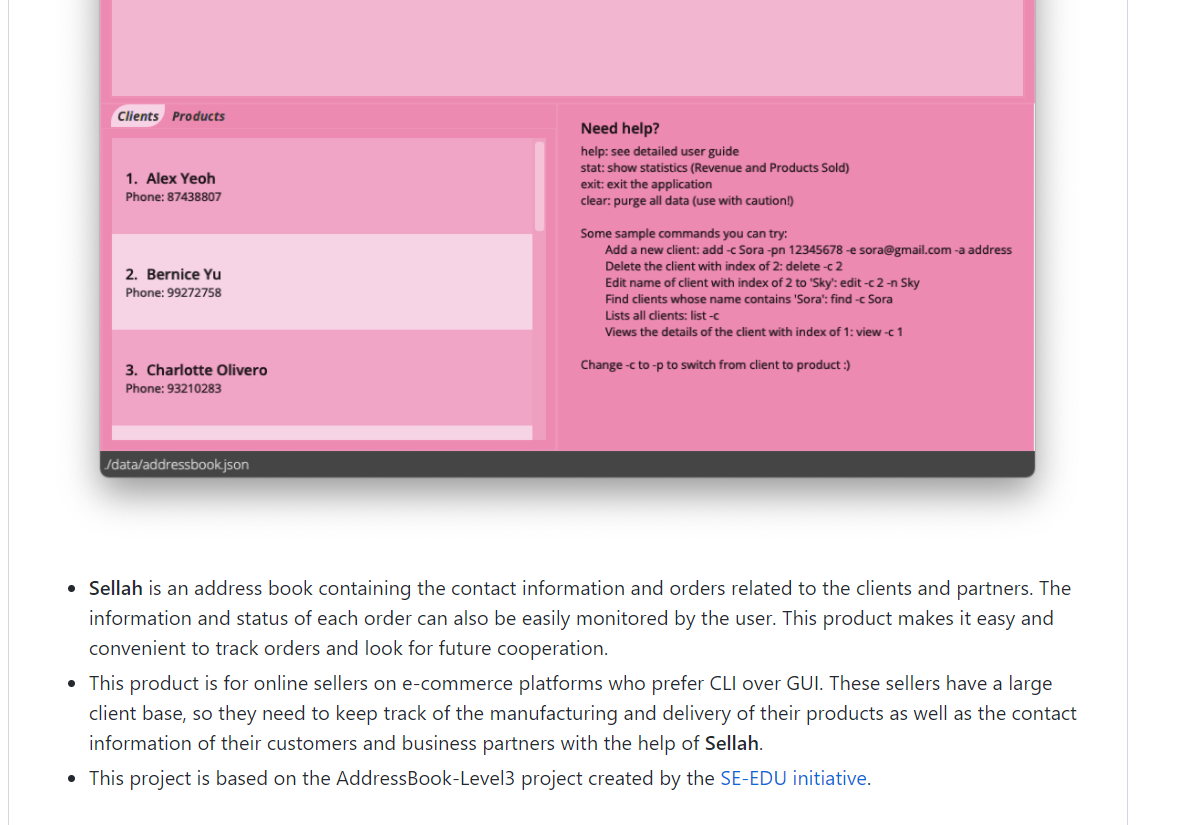 Clients Products
1. Alex Yeoh
Phone: 87438807
2. Bernice Yu
Phone: 99272758
3. Charlotte Olivero
Phone: 93210283
Need help?
help: see detailed user guide
stat: show statistics (Revenue and Products Sold)
exit: exit the application
clear: purge all data (use with caution!)
Some sample commands you can try:
Add a new client: add -c Sora -pn 12345678 -e sora@gmail.com -a address
Delete the client with index of 2: delete -c 2
Edit name of client with index of 2 to 'Sky': edit -c 2 -n Sky
Find clients whose name contains 'Sora': find -c Sora
Lists all clients: list -c
Views the details of the client with index of 1: view -c 1
Change -c to -p to switch from client to product :)
./data/addressbook.json
• Sellah is an address book containing the contact information and orders related to the clients and partners. The
information and status of each order can also be easily monitored by the user. This product makes it easy and
convenient to track orders and look for future cooperation.
• This product is for online sellers on e-commerce platforms who prefer CLI over GUI. These sellers have a large
client base, so they need to keep track of the manufacturing and delivery of their products as well as the contact
information of their customers and business partners with the help of Sellah.
• This project is based on the AddressBook-Level3 project created by the SE-EDU initiative.